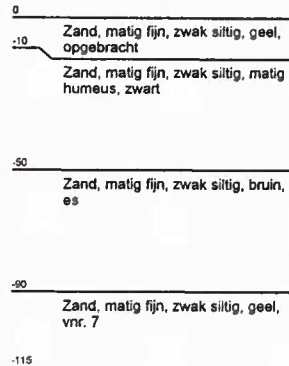 0
Zand, matig fijn, zwak siltig, geel,
opgebracht
-10
Zand, matig fijn, zwak siltig, matig
humeus, zwart
-50
Zand, matig fijn, zwak siltig, bruin,
es
-90
Zand, matig fijn, zwak siltig, geel,
vnr. 7
-115